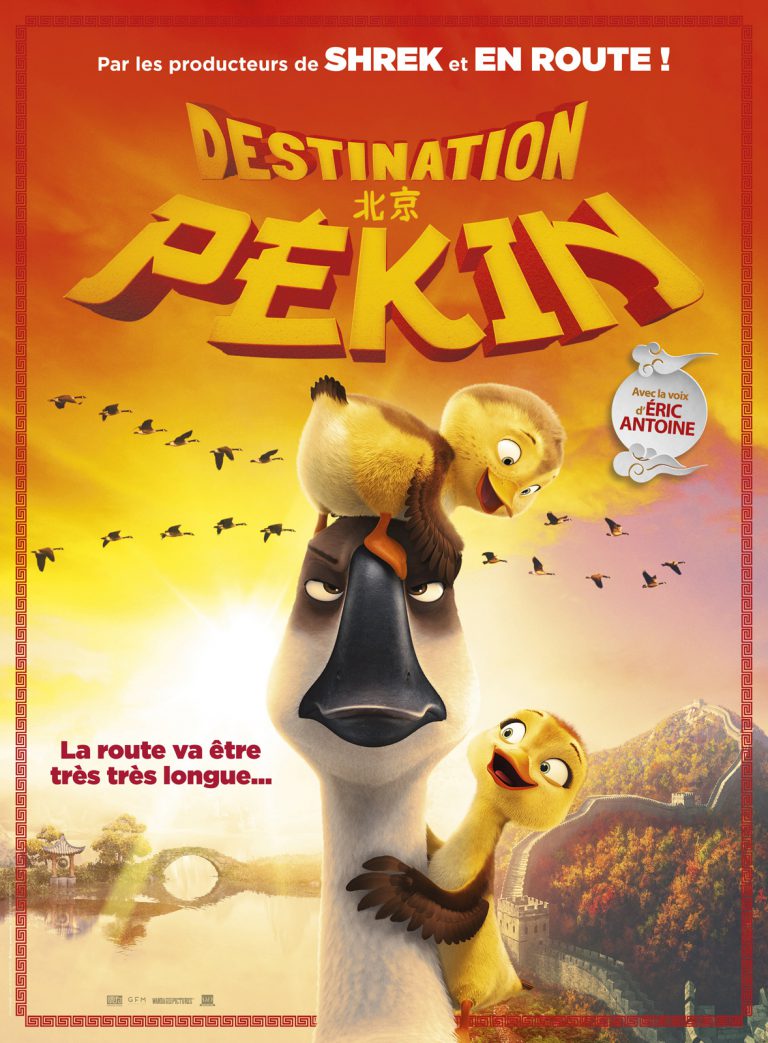 Par les producteurs de SHREK et EN ROUTE !
DESTINATION
北京
PÉKIN
Avec la voix
d'ÉRIC
ANTOINE
La route va être
très très longue...
GFM